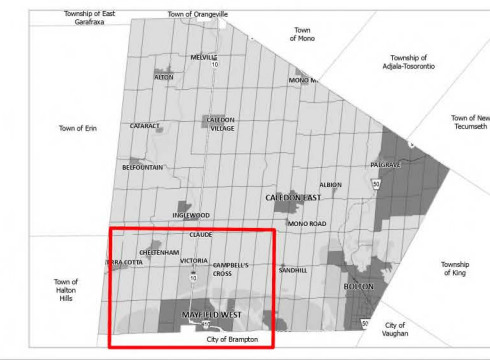 Township of East
Garafraxa
Town of Orangeville
Town
of Mono
Township of
Adjala-Tosorontio
MELVILLE
10
ALTON
MONO M
Town of New
Tecumseth
Town of Erin
CATARACT
CALEDON
VILLAGE
9
PALGRAVE
BELFOUNTAIN
50
ALBION
CALEDON EAST
INGLEWOOD
MONO ROAD
CLAUDE
CHELTENHAM
RRA COTTA
VICTORIA
CAMPBELL'S
CROSS
SANDHILL
Township
of King
Town of
Halton
Hills
10
BOLTON
MAYFIELD WEST
50
City of
Vaughan
City of Brampton